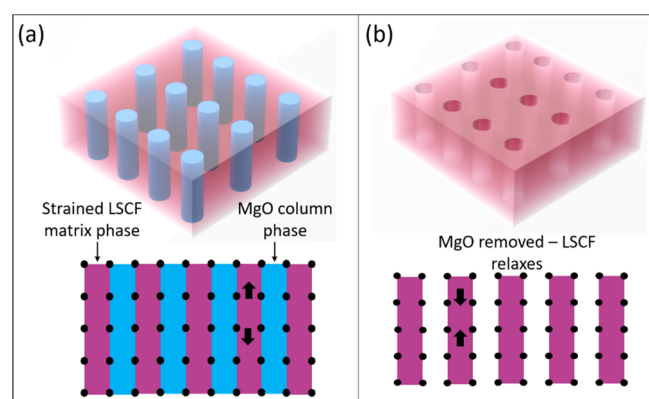 (a)
Strained LSCF
matrix phase
MgO column
phase
(b)
MgO removed – LSCF
relaxes